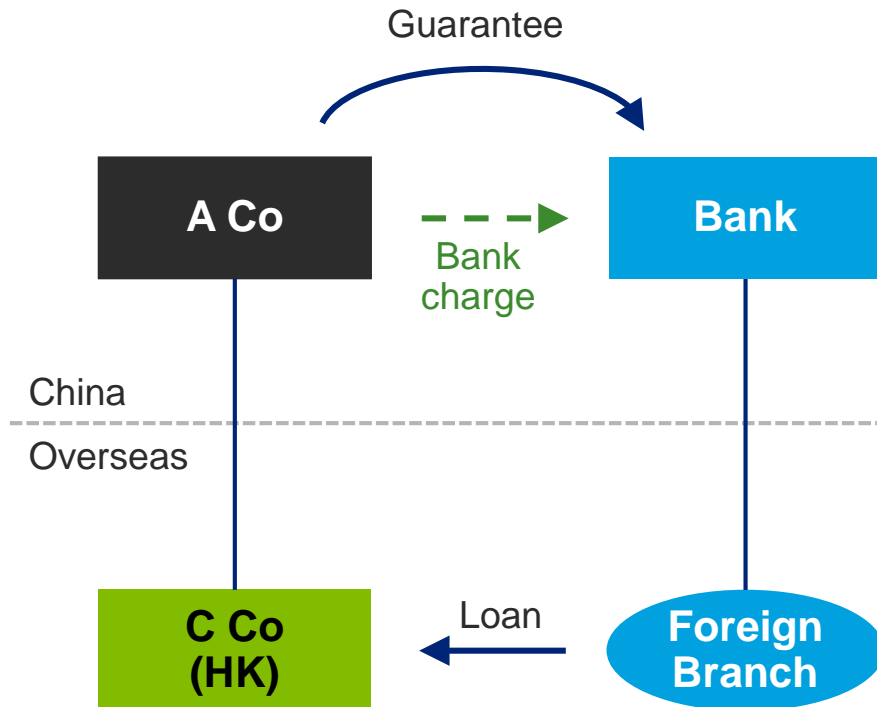 Guarantee
A Co
Bank
Bank
charge
China
Overseas
C Co
(HK)
Loan
Foreign
Branch